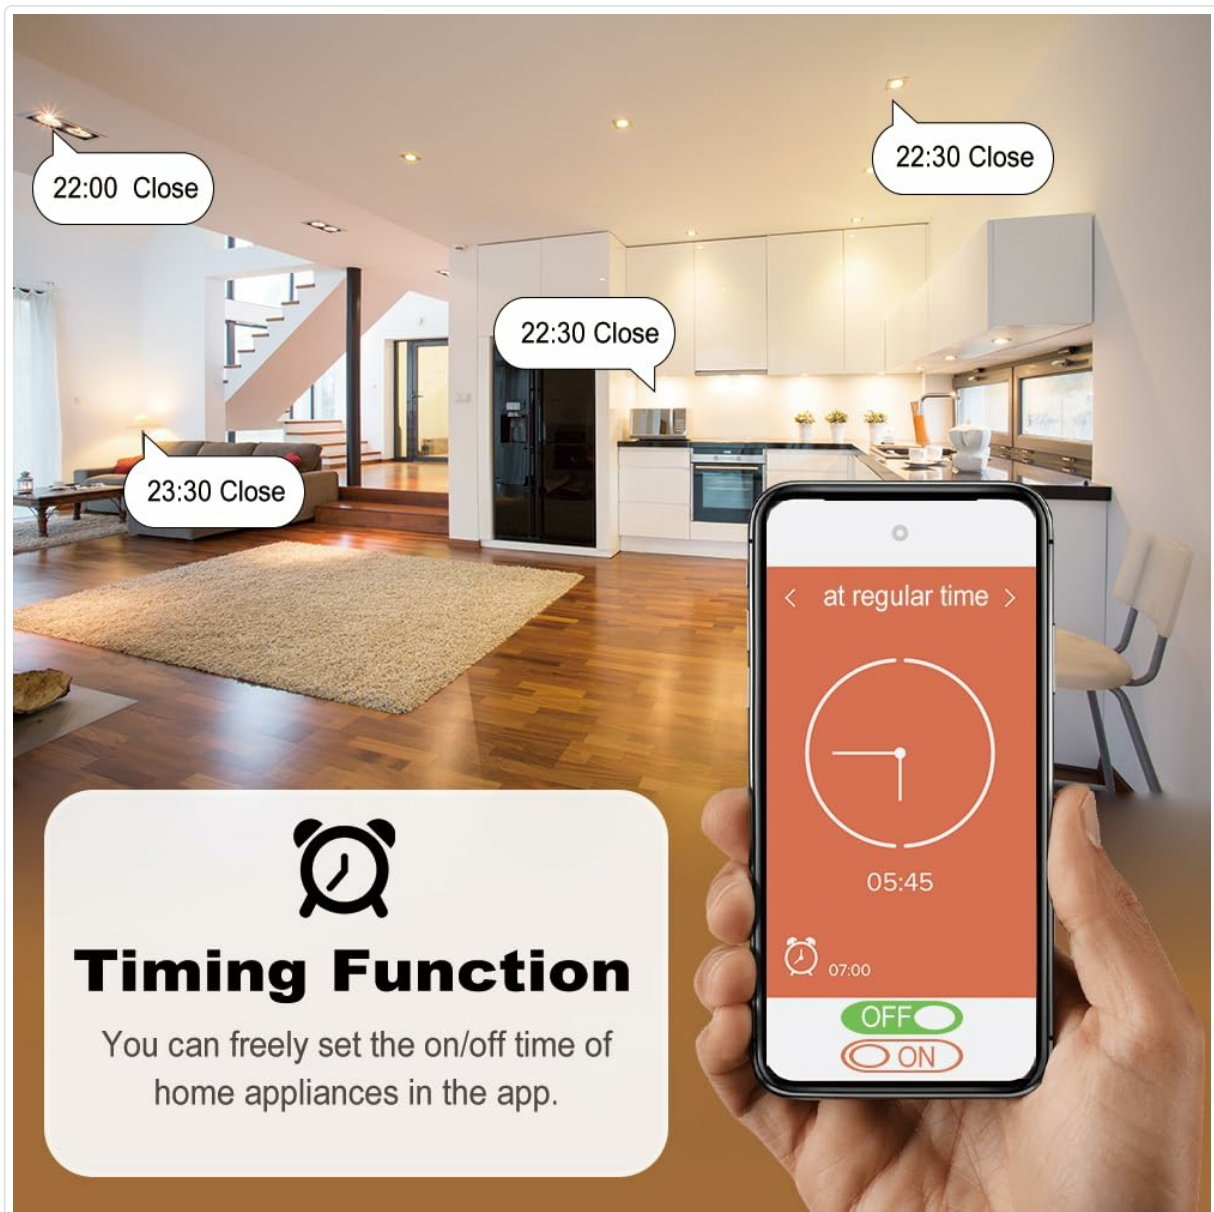 22:00 Close
22:30 Close
22:30 Close
23:30 Close
at regular time
05:45
07:00
OFF
ON
Timing Function
You can freely set the on/off time of
home appliances in the app.